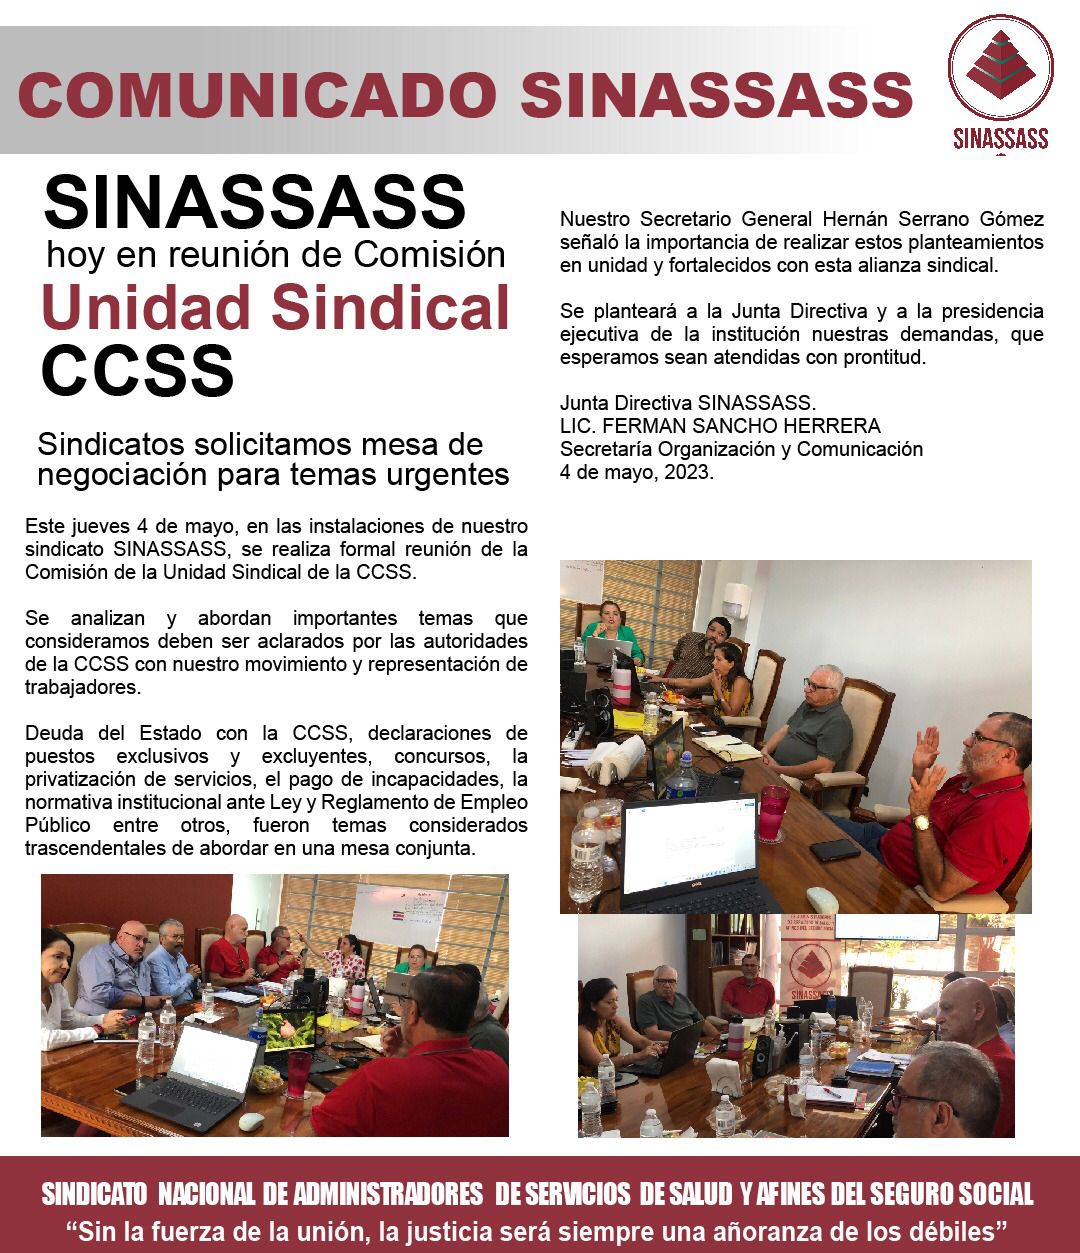 COMUNICADO SINASSASS
SINASSASS
SINASSASS
hoy en reunión de Comisión
Unidad Sindical
CCSS
Sindicatos solicitamos mesa de
negociación para temas urgentes
Este jueves 4 de mayo, en las instalaciones de nuestro
sindicato SINASSASS, se realiza formal reunión de la
Comisión de la Unidad Sindical de la CCSS.
Se analizan y abordan importantes temas que
consideramos deben ser aclarados por las autoridades
de la CCSS con nuestro movimiento y representación de
trabajadores.
Deuda del Estado con la CCSS, declaraciones de
puestos exclusivos y excluyentes, concursos, la
privatización de servicios, el pago de incapacidades, la
normativa institucional ante Ley y Reglamento de Empleo
Público entre otros, fueron temas considerados
trascendentales de abordar en una mesa conjunta.
Nuestro Secretario General Hernán Serrano Gómez
señaló la importancia de realizar estos planteamientos
en unidad y fortalecidos con esta alianza sindical.
Se planteará a la Junta Directiva y a la presidencia
ejecutiva de la institución nuestras demandas, que
esperamos sean atendidas con prontitud.
Junta Directiva SINASSASS.
LIC. FERMAN SANCHO HERRERA
Secretaría Organización y Comunicación
4 de mayo, 2023.
DE SERVICIOS DE SALUD Y
AFINES DEL SEGURO SOCIAL
SINASSASS
SINDICATO NACIONAL DE ADMINISTRADORES DE SERVICIOS DE SALUD Y AFINES DEL SEGURO SOCIAL
“Sin la fuerza de la unión, la justicia será siempre una añoranza de los débiles”